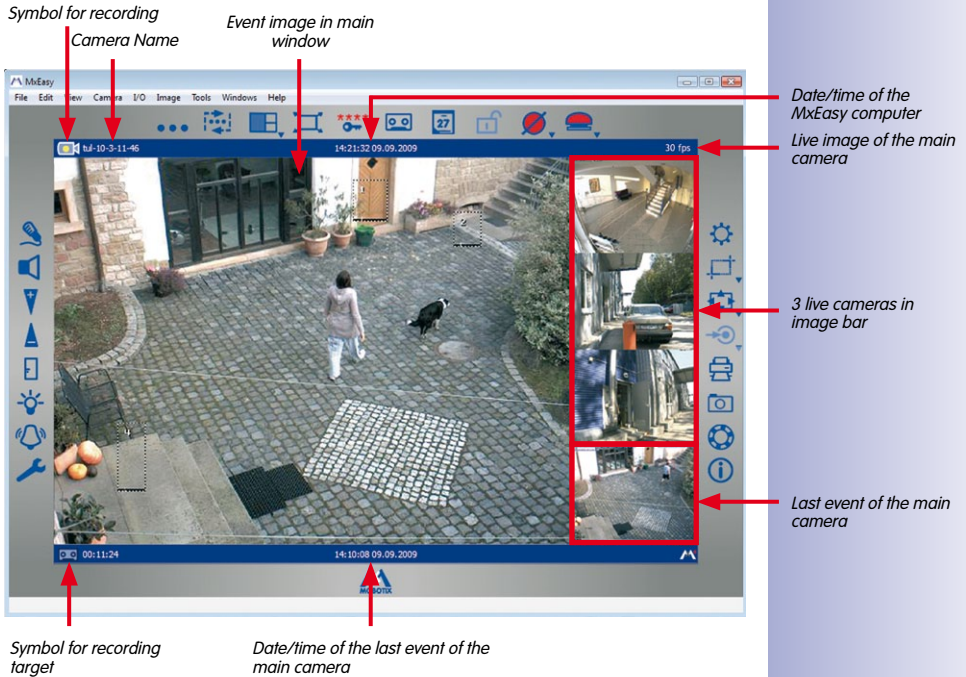 Symbol for recording
Camera Name
Event image in main
window
MxEasy
File Edit View Camera I/O Image Tools Windows Help
27
tul-10-3-11-46
14:21:32 09.09.2009
30 fps
Date/time of the
MxEasy computer
Live image of the main
camera
3 live cameras in
image bar
Last event of the main
camera
00:11:24
14:10:08 09.09.2009
MOBOTIX
Symbol for recording
target
Date/time of the last event of the
main camera